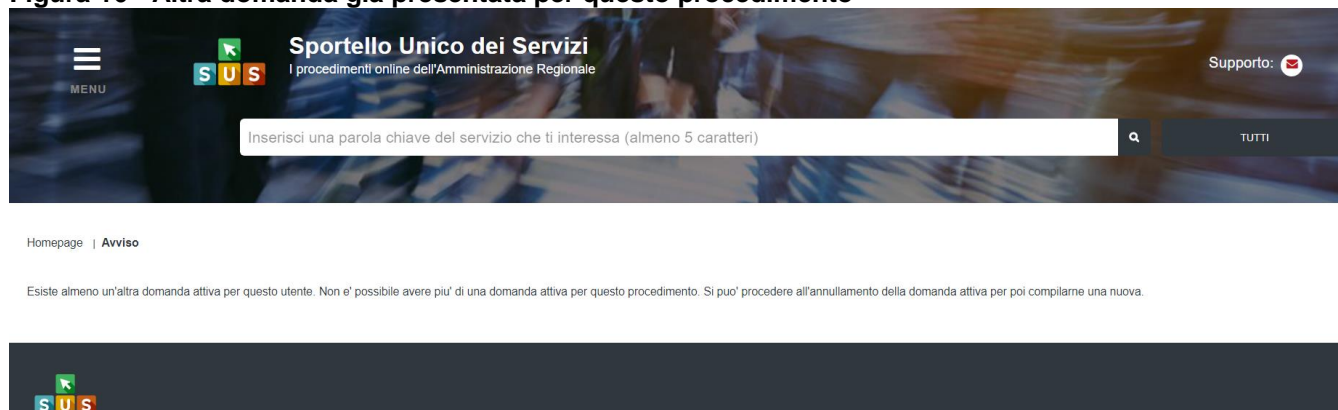 Figura 10 - Altra domanda già presentata per questo procedimento
Sportello Unico dei Servizi
I procedimenti online dell'Amministrazione Regionale
Supporto:
MENU
SUS
Inserisci una parola chiave del servizio che ti interessa (almeno 5 caratteri)
TUTTI
Homepage | Avviso
Esiste almeno un'altra domanda attiva per questo utente. Non e' possibile avere piu' di una domanda attiva per questo procedimento. Si puo' procedere all'annullamento della domanda attiva per poi compilarne una nuova.
SUS